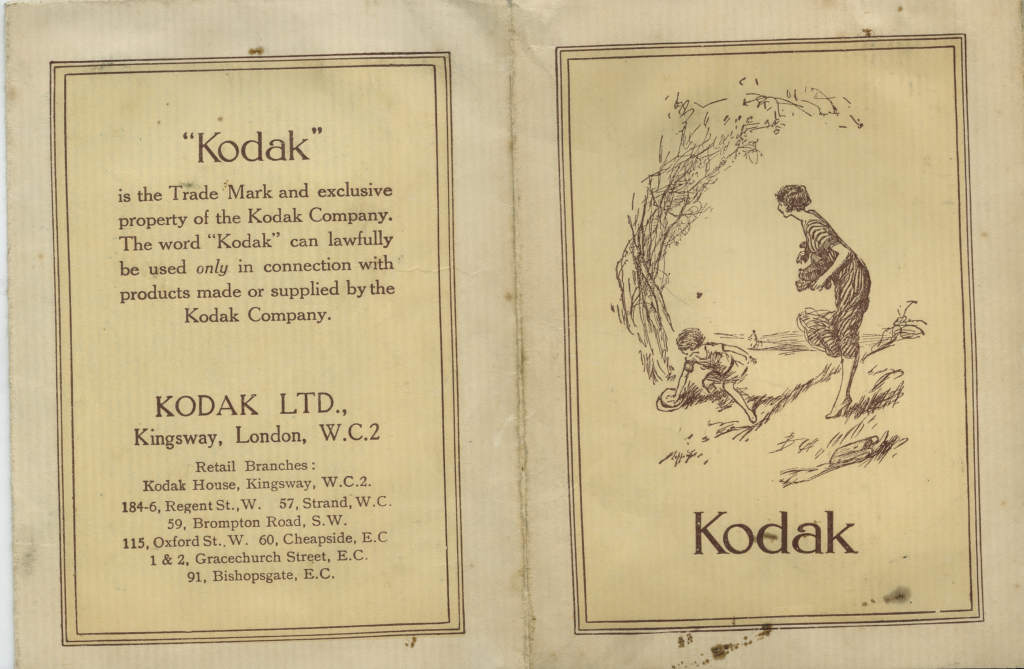 "Kodak"
is the Trade Mark and exclusive
property of the Kodak Company.
The word "Kodak" can lawfully
be used only in connection with
products made or supplied by the
Kodak Company.
KODAK LTD.,
Kingsway, London, W.C.2
Retail Branches:
Kodak House, Kingsway, W.C.2.
184-6, Regent St., W. 57, Strand, W.C.
59, Brompton Road, S.W.
115, Oxford St., W. 60, Cheapside, E.C
1 & 2, Gracechurch Street, E.C.
91, Bishopsgate, E.C.
Kodak